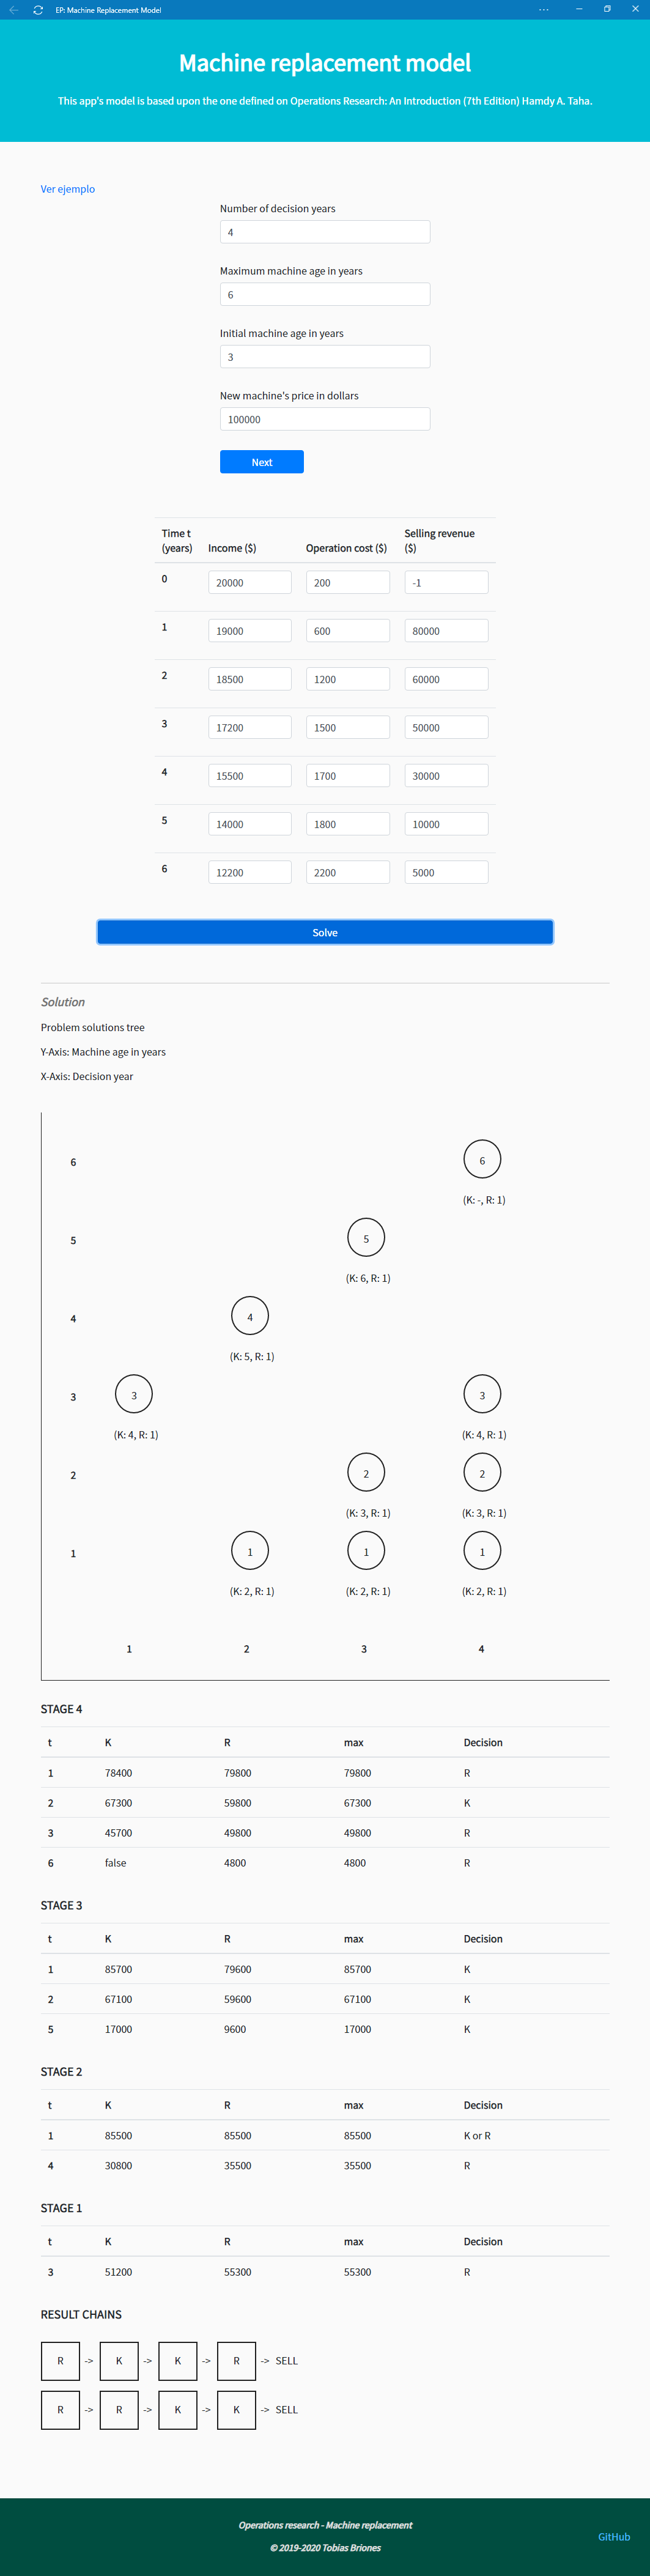 EP: Machine Replacement Model
Machine replacement model
This app's model is based upon the one defined on Operations Research: An Introduction (7th Edition) Hamdy A. Taha.
Ver ejemplo
Number of decision years
4
Maximum machine age in years
6
Initial machine age in years
3
New machine's price in dollars
100000
Next
Time t (years) Income ($) Operation cost ($) Selling revenue ($)
0 20000 200 -1
1 19000 600 80000
2 18500 1200 60000
3 17200 1500 50000
4 15500 1700 30000
5 14000 1800 10000
6 12200 2200 5000
Solve
Solution
Problem solutions tree
Y-Axis: Machine age in years
X-Axis: Decision year
6 6
(K: -, R: 1)
5 5
(K: 6, R: 1)
4 4
(K: 5, R: 1)
3 3 3
(K: 4, R: 1) (K: 4, R: 1)
2 2 2
(K: 3, R: 1) (K: 3, R: 1)
1 1 1 1
(K: 2, R: 1) (K: 2, R: 1) (K: 2, R: 1)
1 2 3 4
STAGE 4
t K R max Decision
1 78400 79800 79800 R
2 67300 59800 67300 K
3 45700 49800 49800 R
6 false 4800 4800 R
STAGE 3
t K R max Decision
1 85700 79600 85700 K
2 67100 59600 67100 K
5 17000 9600 17000 K
STAGE 2
t K R max Decision
1 85500 85500 85500 K or R
4 30800 35500 35500 R
STAGE 1
t K R max Decision
3 51200 55300 55300 R
RESULT CHAINS
R -> K -> K -> R -> SELL
R -> R -> K -> K -> SELL
Operations research - Machine replacement
GitHub
© 2019-2020 Tobias Briones